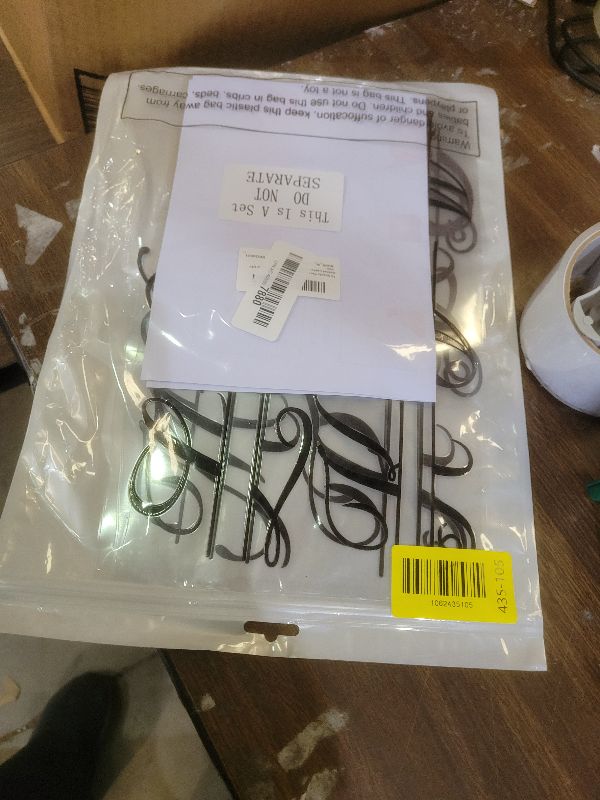 Warning:
To avoid danger of suffocation, keep this plastic bag away from
babies and children. Do not use this bag in cribs, beds, carriages,
or playpens. This bag is not a toy.
This Is A Set
DO NOT
SEPARATE
7880
1062435105
435-105